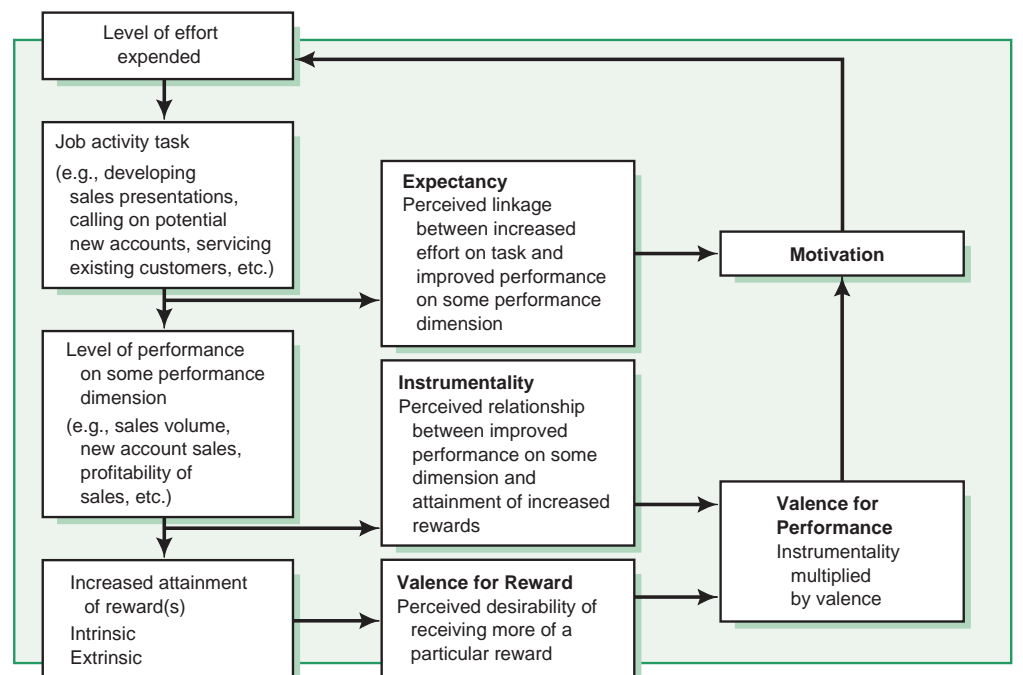 Level of effort
expended
Job activity task
(e.g., developing
sales presentations,
calling on potential
new accounts, servicing
existing customers, etc.)
Level of performance
on some performance
dimension
(e.g., sales volume,
new account sales,
profitability of
sales, etc.)
Increased attainment
of reward(s)
Intrinsic
Extrinsic
Expectancy
Perceived linkage
between increased
effort on task and
improved performance
on some performance
dimension
Instrumentality
Perceived relationship
between improved
performance on some
dimension and
attainment of increased
rewards
Valence for Reward
Perceived desirability of
receiving more of a
particular reward
Motivation
Valence for
Performance
Instrumentality
multiplied
by valence